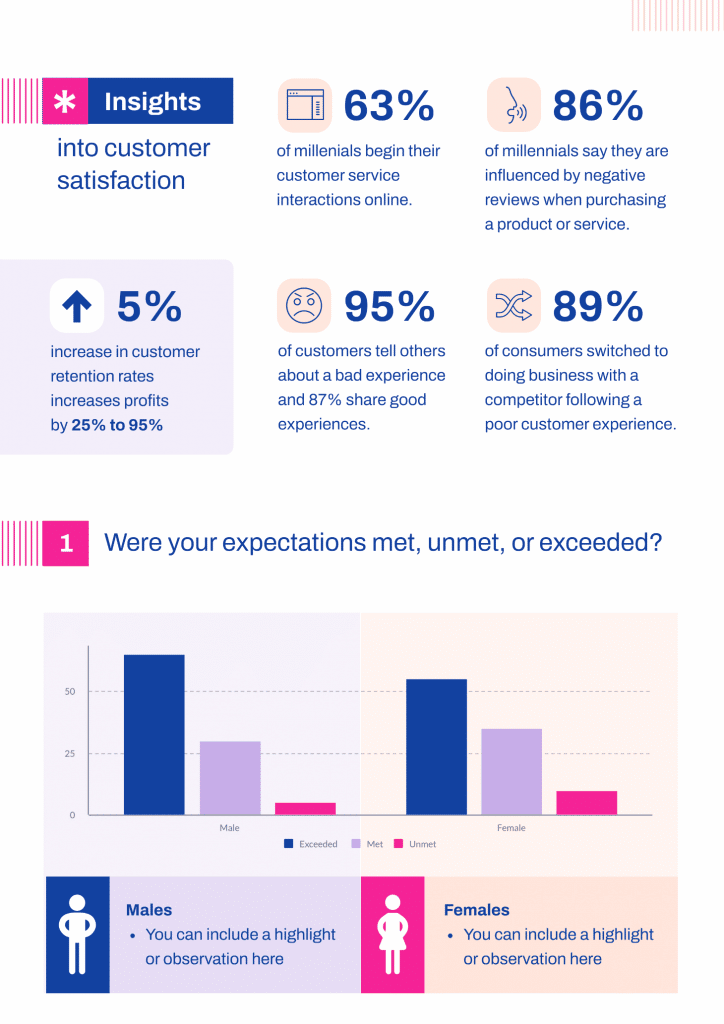 * Insights
into customer
satisfaction
63%
of millenials begin their
customer service
interactions online.
86%
of millennials say they are
influenced by negative
reviews when purchasing
a product or service.
5%
increase in customer
retention rates
increases profits
by 25% to 95%
95%
of customers tell others
about a bad experience
and 87% share good
experiences.
89%
of consumers switched to
doing business with a
competitor following a
poor customer experience.
1 Were your expectations met, unmet, or exceeded?
50
25
0
Male Female
Exceeded Met Unmet
Males
• You can include a highlight
or observation here
Females
• You can include a highlight
or observation here